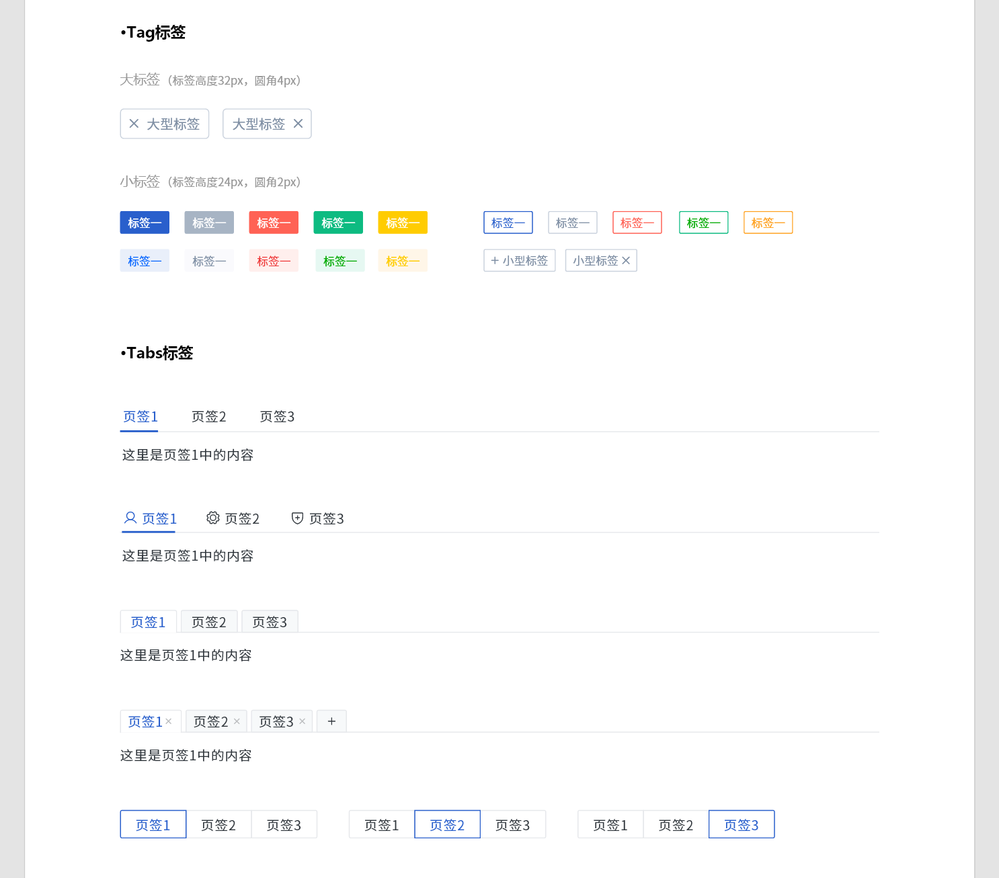 •Tag标签
大标签（标签高度32px，圆角4px）
× 大型标签 大型标签 ×
小标签（标签高度24px，圆角2px）
标签一 标签一 标签一 标签一 标签一 标签一 标签一 标签一 标签一 标签一
标签一 标签一 标签一 标签一 标签一 + 小型标签 小型标签 ×
•Tabs标签
页签1 页签2 页签3
这里是页签1中的内容
页签1 页签2 页签3
这里是页签1中的内容
页签1 页签2 页签3
这里是页签1中的内容
页签1 × 页签2 × 页签3 × +
这里是页签1中的内容
页签1 页签2 页签3 页签1 页签2 页签3 页签1 页签2 页签3